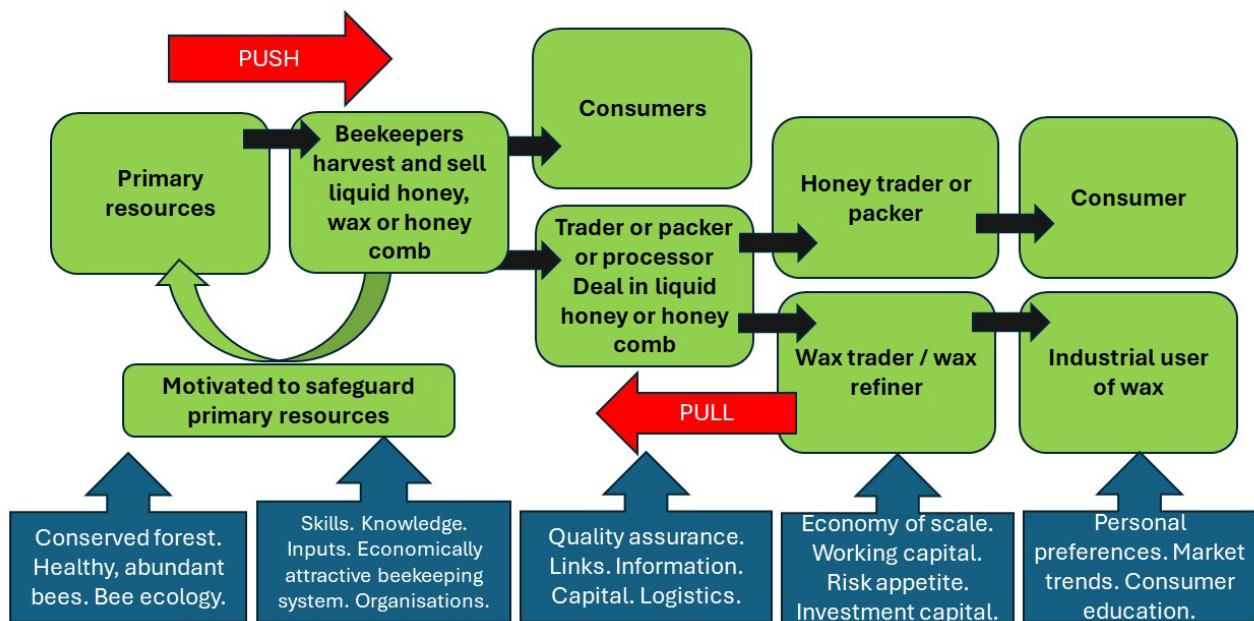 PUSH
Primary
resources
Beekeepers
harvest and sell
liquid honey,
wax or honey
comb
Consumers
Trader or packer
or processor
Deal in liquid
honey or honey
comb
Honey trader or
packer
Consumer
Wax trader / wax
refiner
Industrial user
of wax
Motivated to safeguard
primary resources
PULL
Conserved forest.
Healthy, abundant
bees. Bee ecology.
Skills. Knowledge.
Inputs. Economically
attractive beekeeping
system. Organisations.
Quality assurance.
Links. Information.
Capital. Logistics.
Economy of scale.
Working capital.
Risk appetite.
Investment capital.
Personal
preferences. Market
trends. Consumer
education.